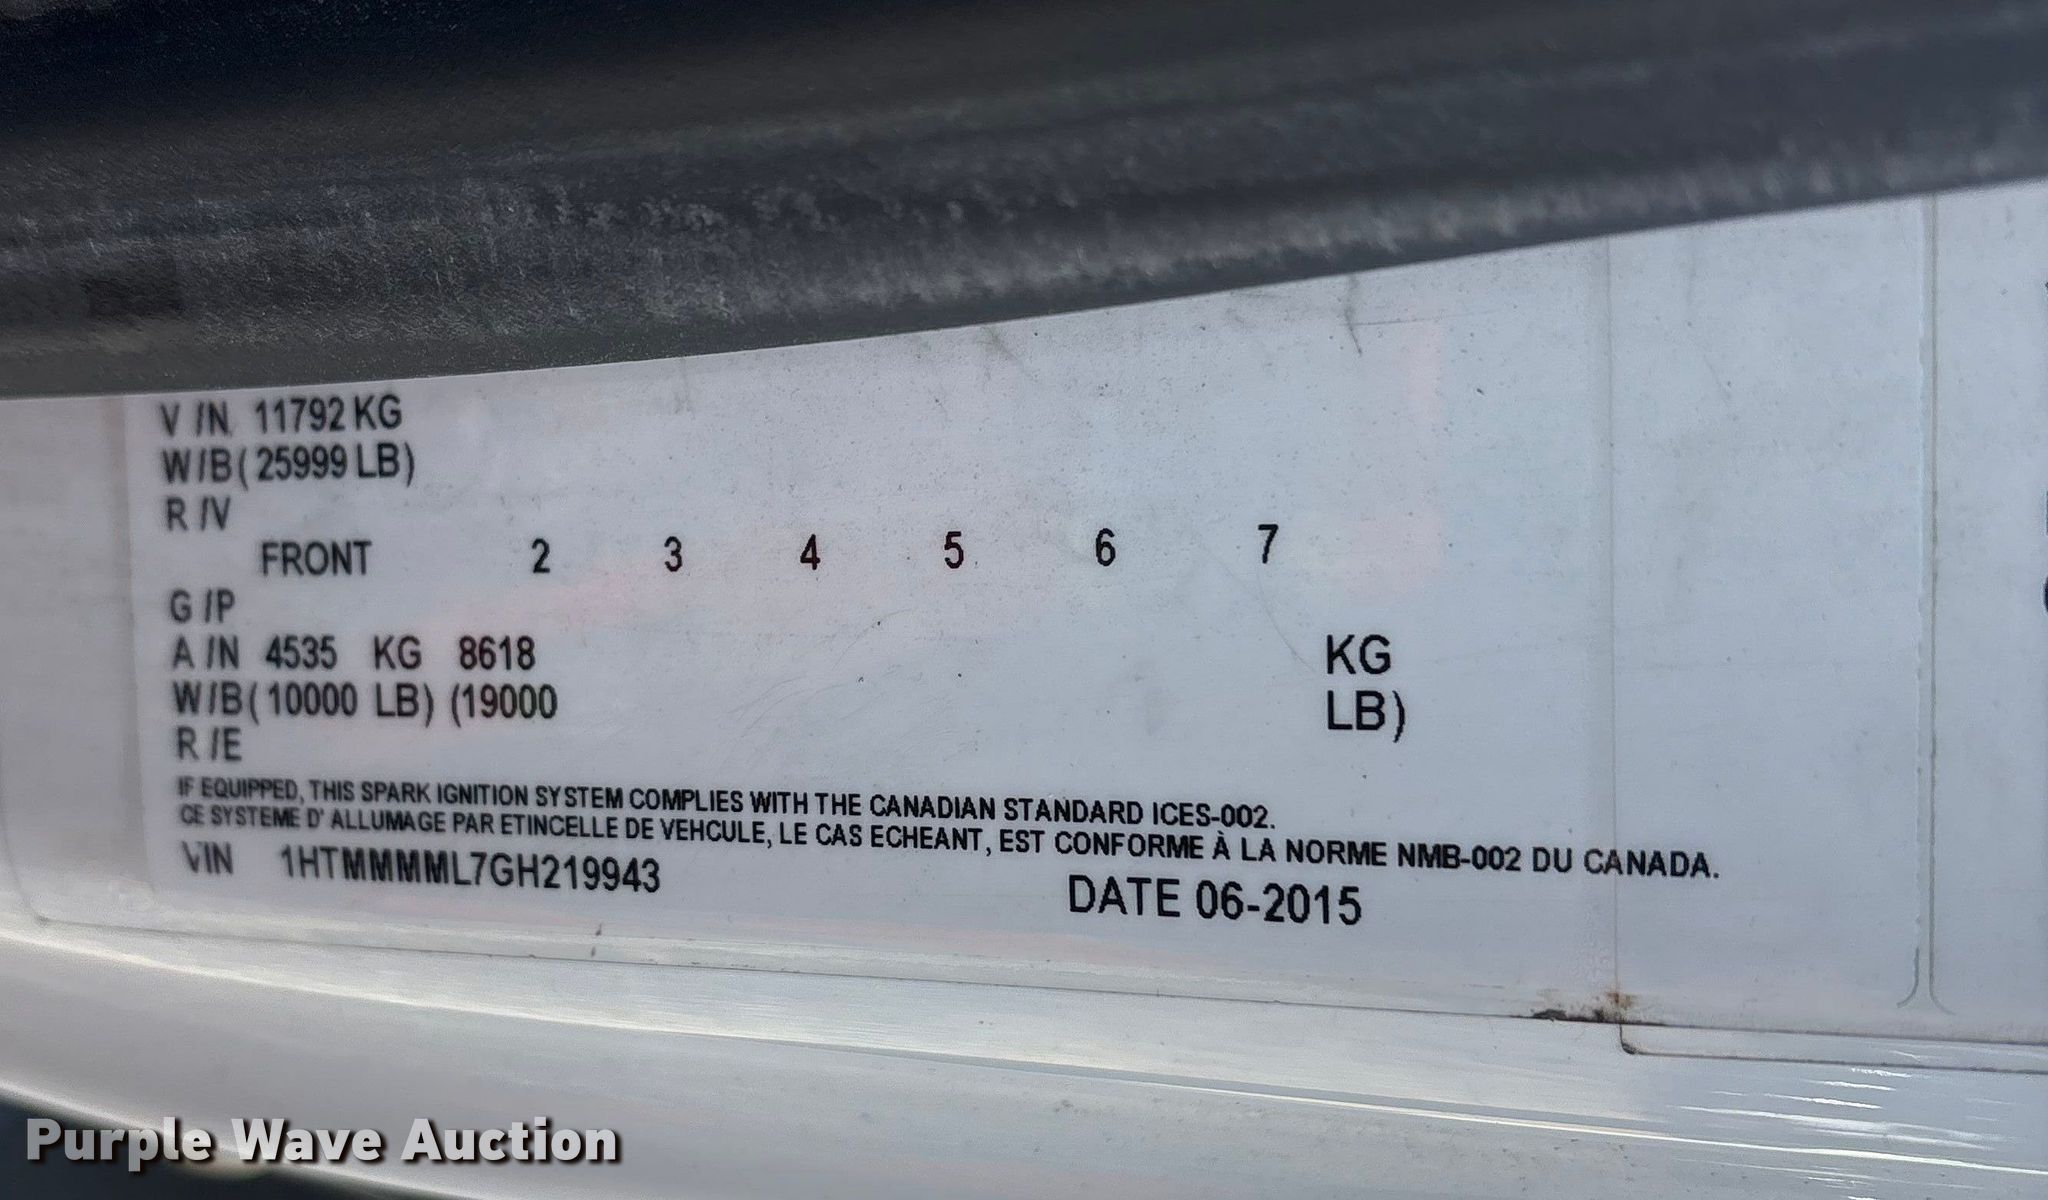 V/N 11792 KG
W/B (25999 LB)
R/V
FRONT 2 3 4 5 6 7
G/P
A/N 4535 KG 8618 KG
W/B (10000 LB) (19000 LB)
R/E
IF EQUIPPED, THIS SPARK IGNITION SYSTEM COMPLIES WITH THE CANADIAN STANDARD ICES-002.
CE SYSTEME D' ALLUMAGE PAR ETINCELLE DE VEHCULE, LE CAS ECHEANT, EST CONFORME À LA NORME NMB-002 DU CANADA.
VIN 1HTMMMML7GH219943 DATE 06-2015
Purple Wave Auction